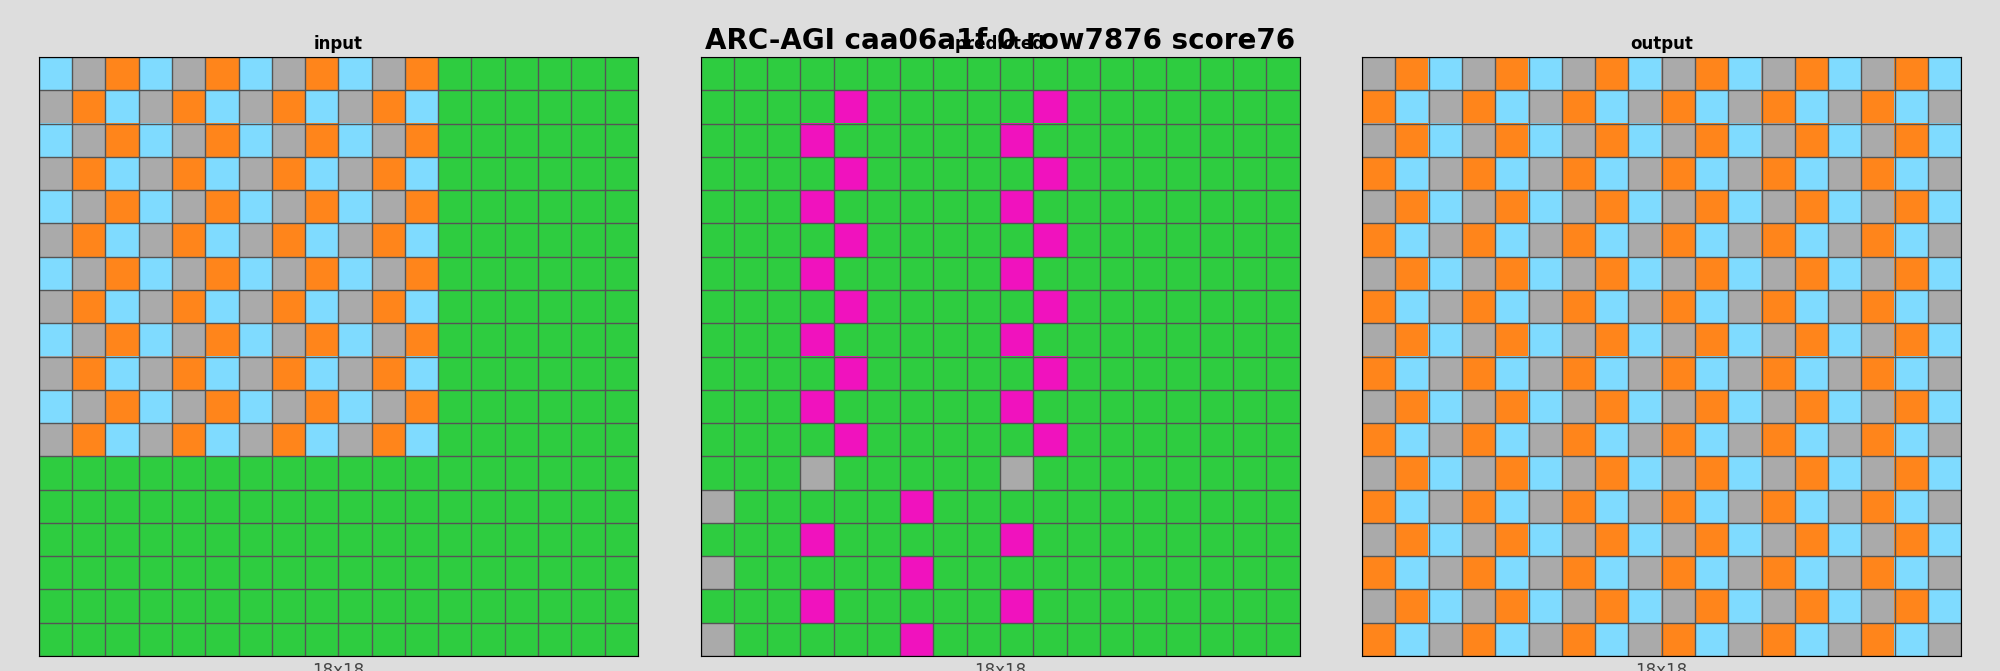 ARC-AGI caa06a1f.0 row7876 score76
input
predicted
output
18x18
18x18
18x18